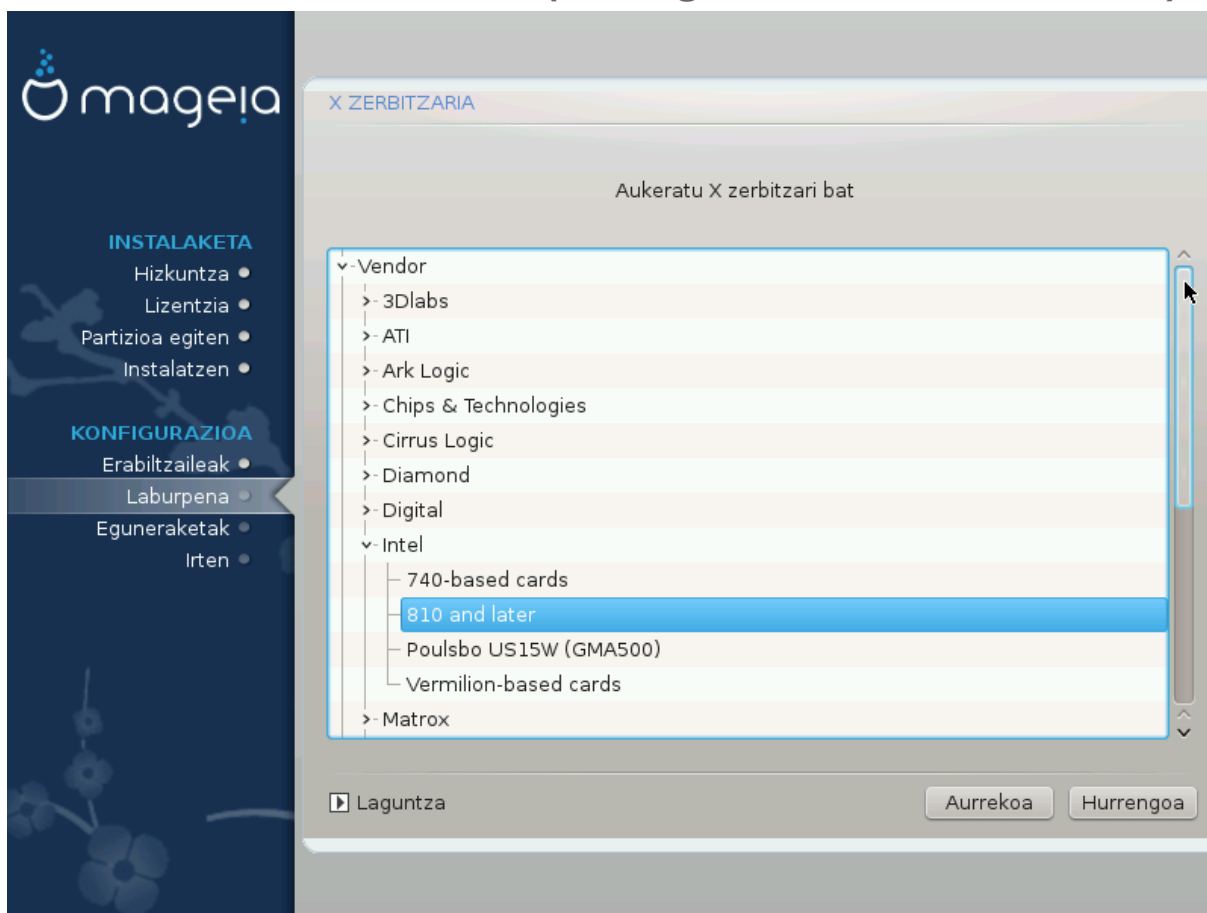 mageia
X ZERBITZARIA
Aukeratu X zerbitzari bat
INSTALAKETA
Hizkuntza
Lizentzia
Partizioa egiten
Instalatzen
KONFIGURAZIOA
Erabiltzaileak
Laburpena
Eguneraketak
Irten
Vendor
3Dlabs
ATI
Ark Logic
Chips & Technologies
Cirrus Logic
Diamond
Digital
Intel
740-based cards
810 and later
Poulsbo US15W (GMA500)
Vermilion-based cards
Matrox
Laguntza
Aurrekoa
Hurrengoa